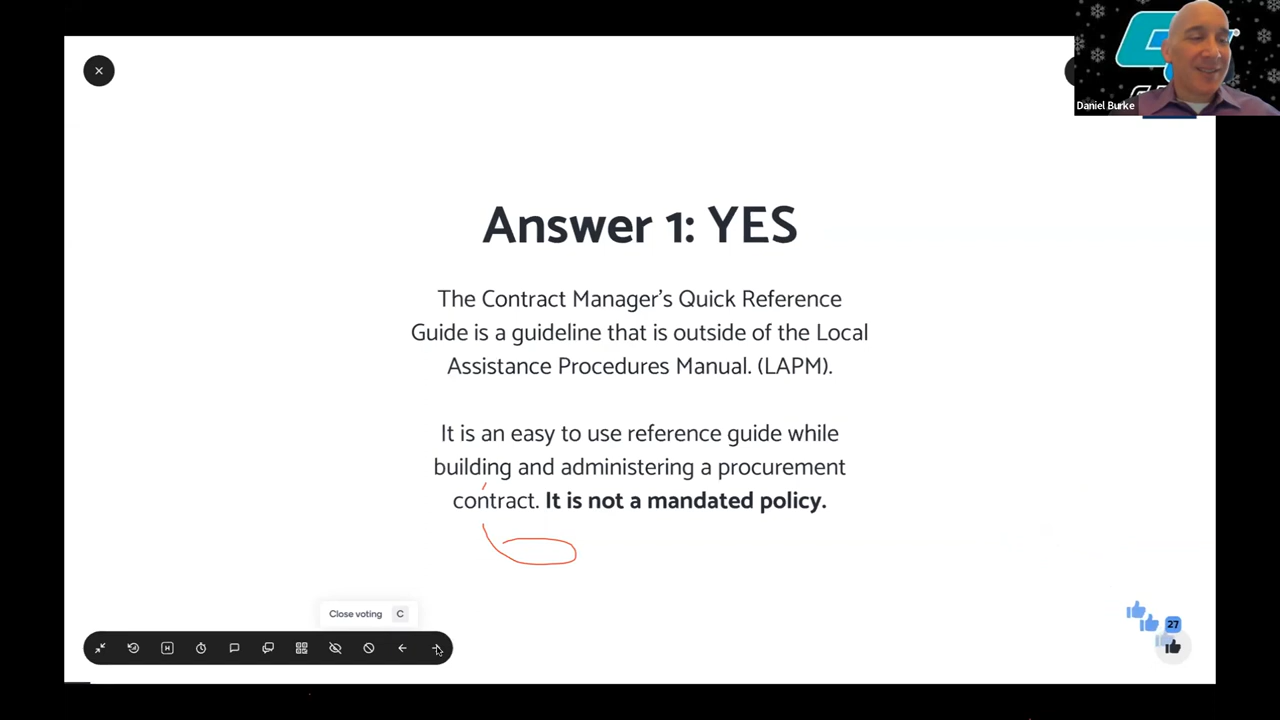 Daniel Burke
Answer 1: YES
The Contract Manager's Quick Reference
Guide is a guideline that is outside of the Local
Assistance Procedures Manual. (LAPM).
It is an easy to use reference guide while
building and administering a procurement
contract. It is not a mandated policy.
Close voting C
27
H